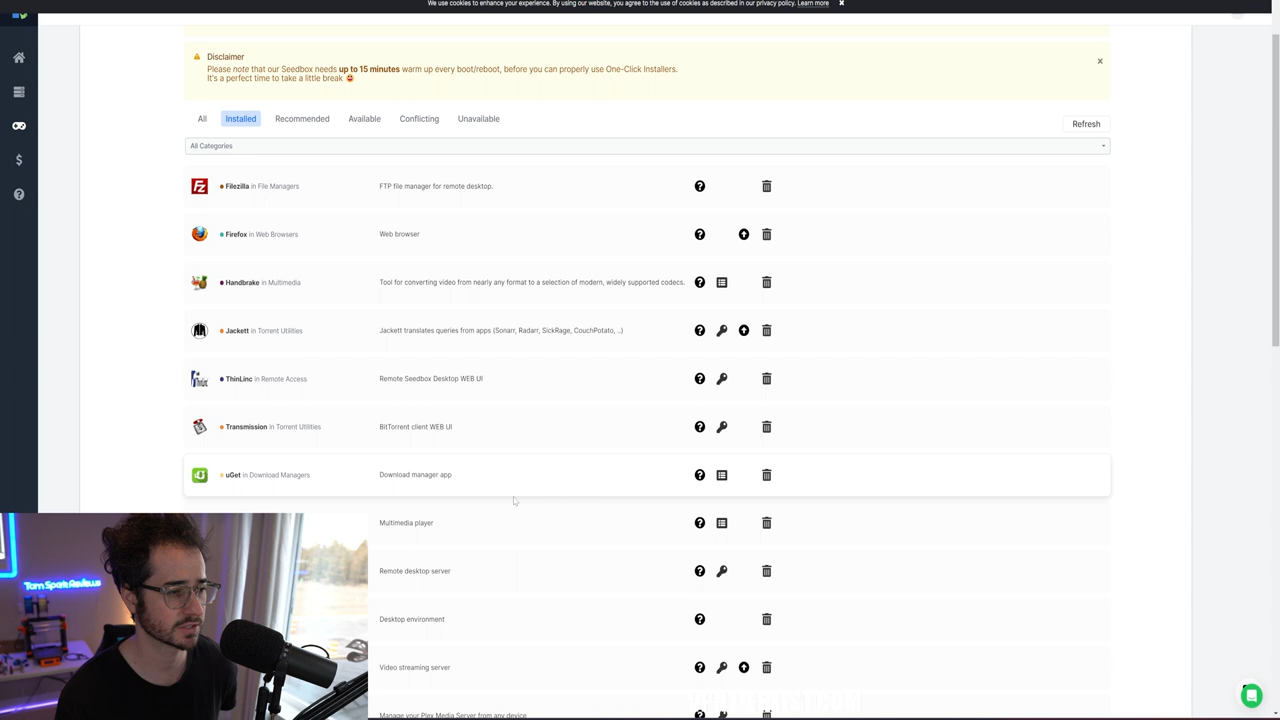 We use cookies to enhance your experience. By using our website, you agree to the use of cookies as described in our privacy policy. Learn more
Disclaimer
Please note that our Seedbox needs up to 15 minutes warm up every boot/reboot, before you can properly use One-Click Installers.
It's a perfect time to take a little break
All Installed Recommended Available Conflicting Unavailable
Refresh
All Categories
Fz
Filezilla in File Managers FTP file manager for remote desktop.
Firefox in Web Browsers Web browser
Handbrake in Multimedia Tool for converting video from nearly any format to a selection of modern, widely supported codecs.
Jackett in Torrent Utilities Jackett translates queries from apps (Sonarr, Radarr, SickRage, CouchPotato, ..)
ThinLinc in Remote Access Remote Seedbox Desktop WEB UI
Transmission in Torrent Utilities BitTorrent client WEB UI
uGet in Download Managers Download manager app
Multimedia player
Remote desktop server
Desktop environment
Video streaming server
Manage your Plex Media Server from any device
Tom Spark Reviews